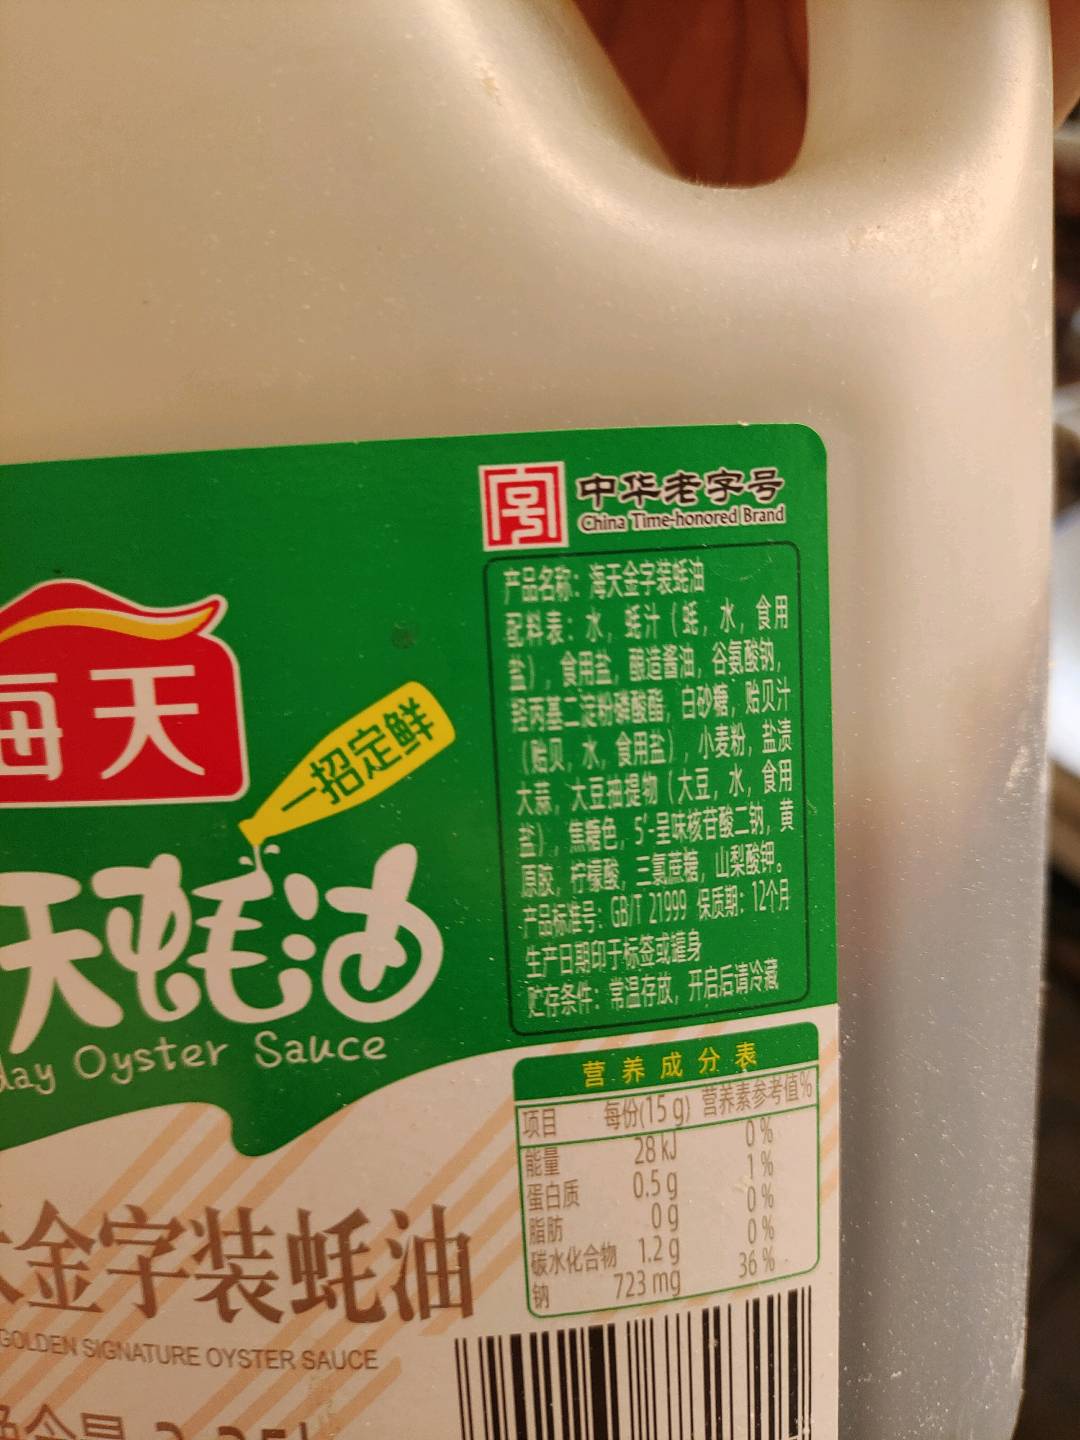 中华老字号
China Time-honored Brand
产品名称：海天金字装蚝油
配料表：水，蚝汁（蚝，水，食用
盐），食用盐，酿造酱油，谷氨酸钠，
羟丙基二淀粉磷酸酯，白砂糖，贻贝汁
（贻贝，水，食用盐），小麦粉，盐渍
大蒜，大豆抽提物（大豆，水，食用
盐），焦糖色，5'-呈味核苷酸二钠，黄
原胶，柠檬酸，三氯蔗糖，山梨酸钾。
产品标准号：GB/T 21999 保质期：12个月
生产日期印于标签或罐身
贮存条件：常温存放，开启后请冷藏
海天
一招定鲜
天蚝油
day Oyster Sauce
营养成分表
项目 每份(15 g) 营养素参考值%
能量 28 kJ 0 %
蛋白质 0.5 g 1 %
脂肪 0 g 0 %
碳水化合物 1.2 g 0 %
钠 723 mg 36 %
金字装蚝油
GOLDEN SIGNATURE OYSTER SAUCE